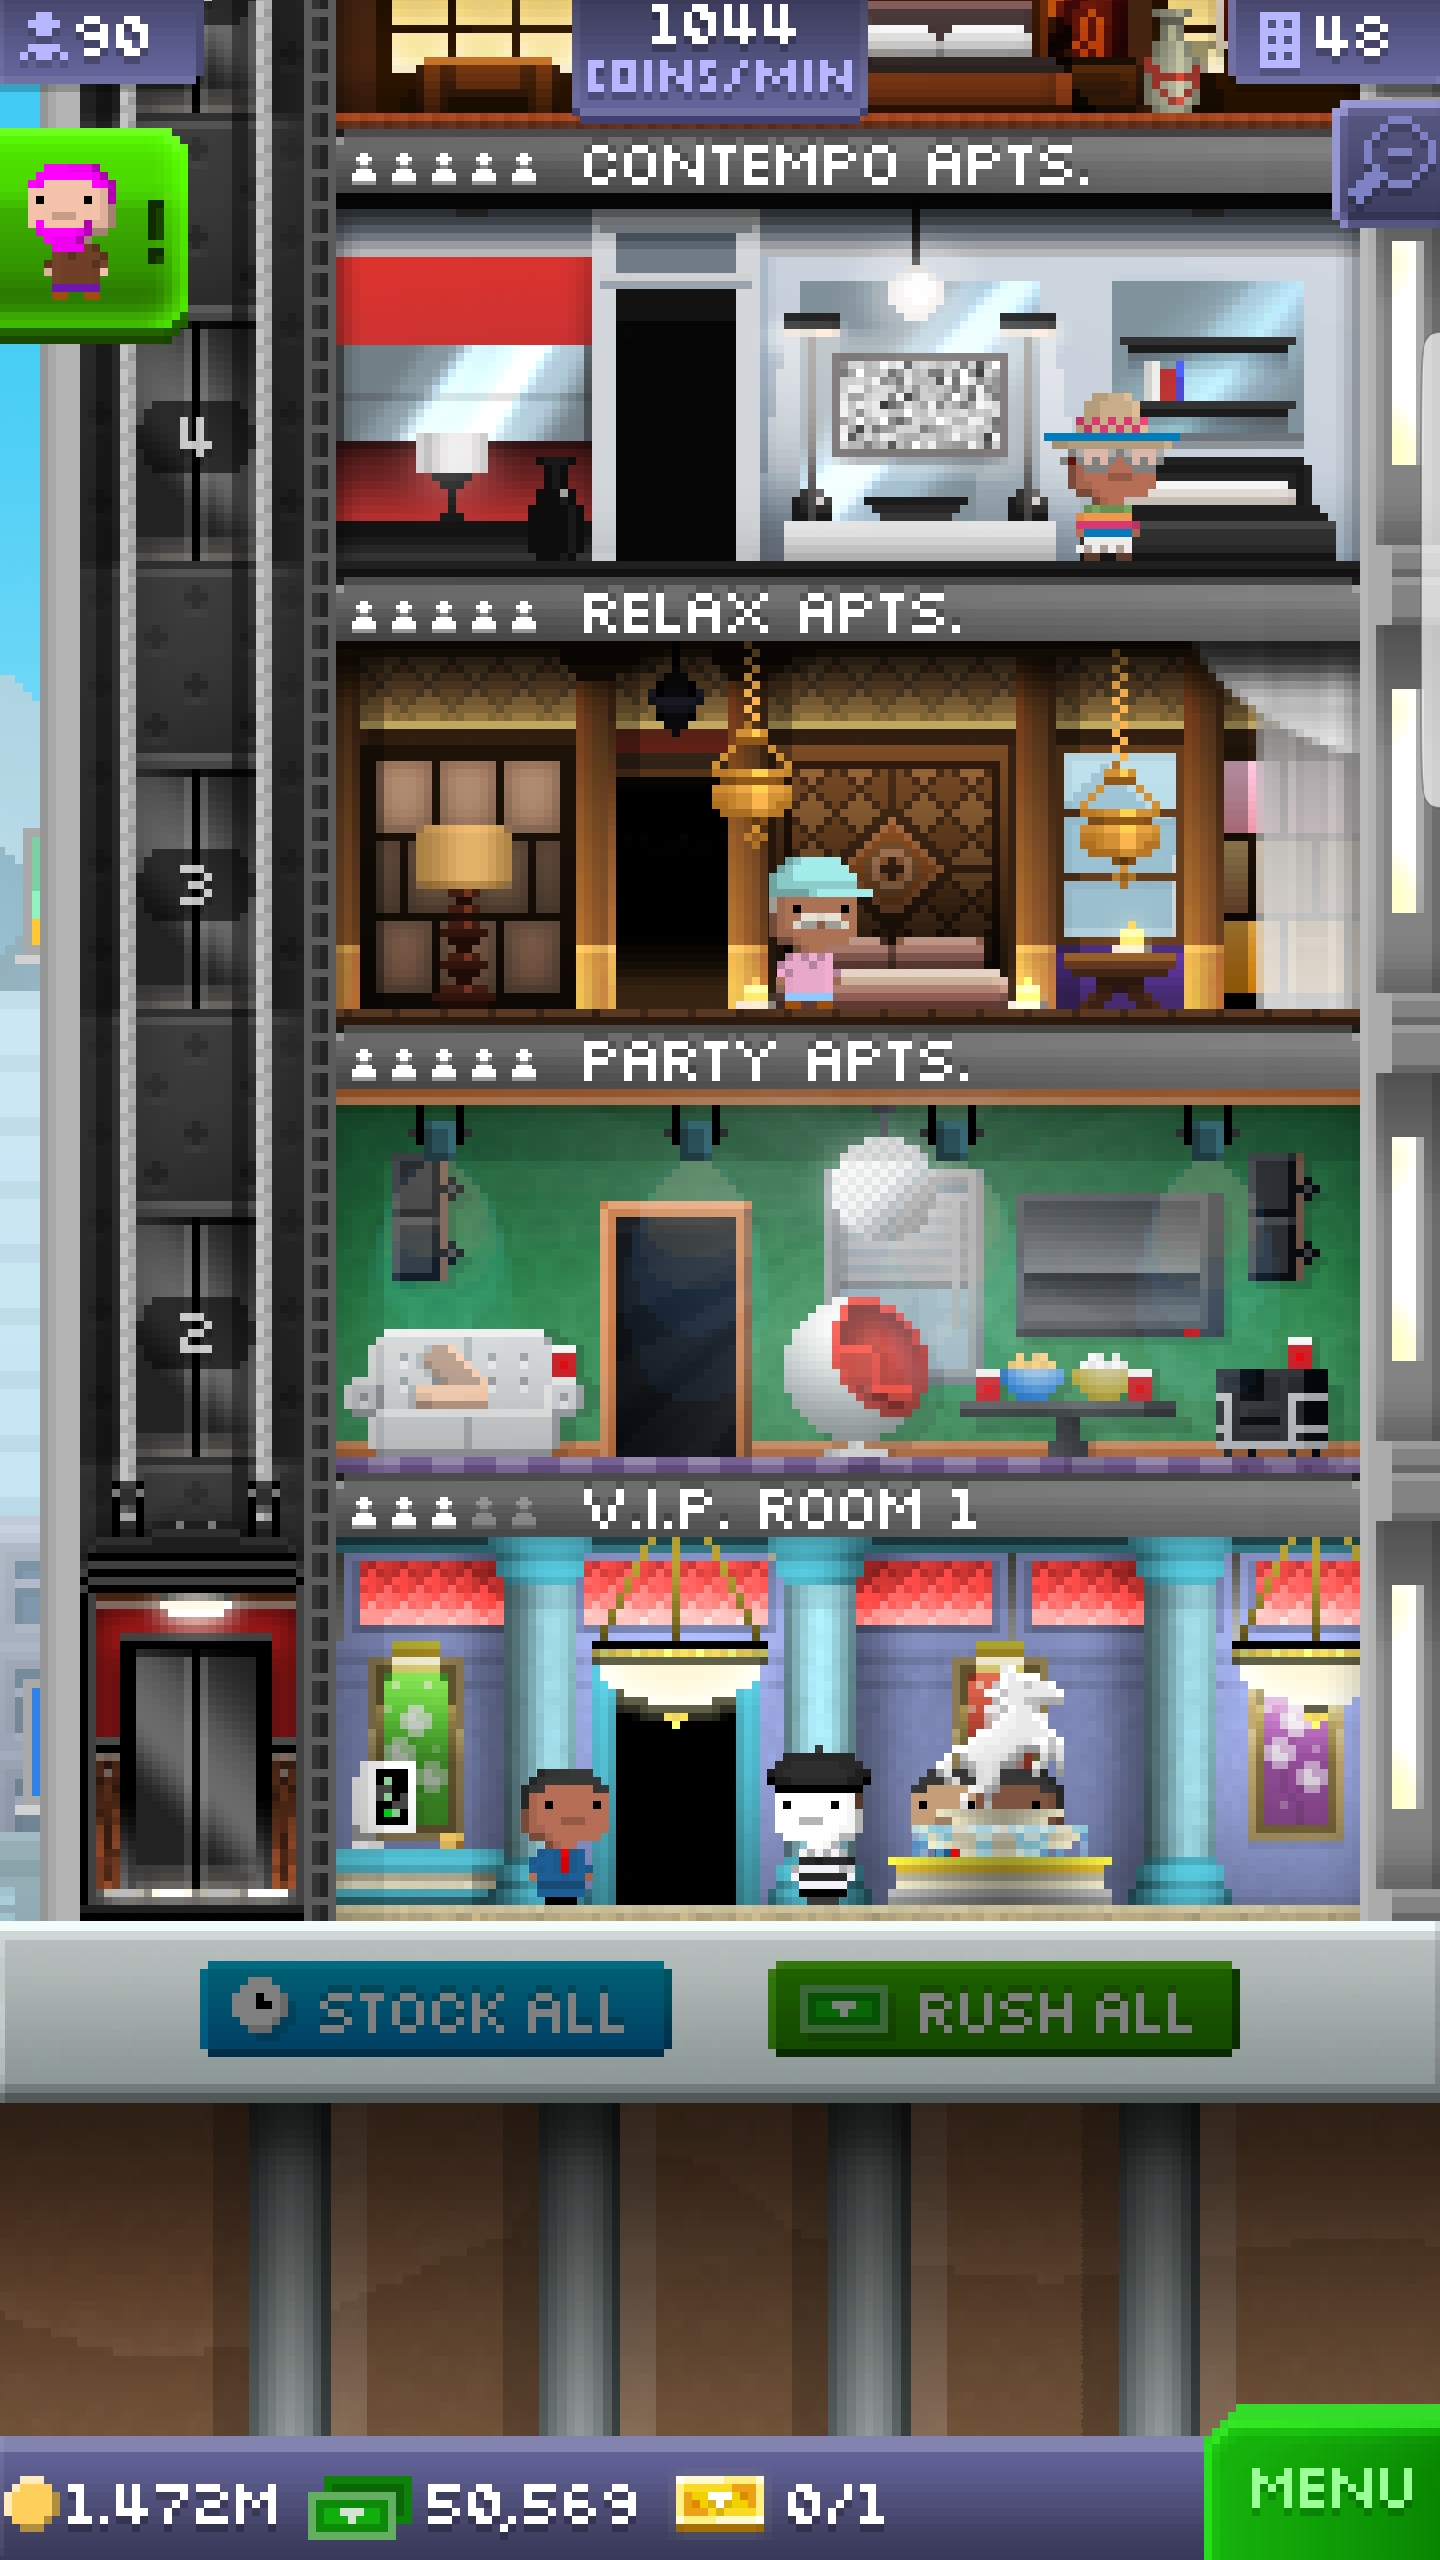 90
1044
COINS/MIN
48
!
CONTEMPO APTS.
4
RELAX APTS.
3
PARTY APTS.
2
V.I.P. ROOM 1
STOCK ALL
RUSH ALL
1.472M
50,569
0/1
MENU